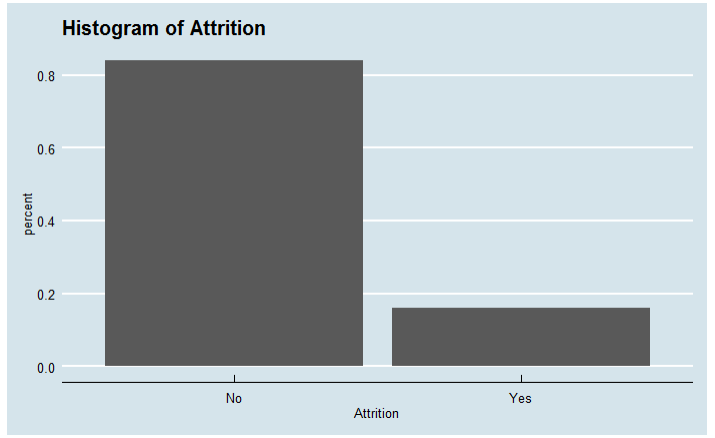 Histogram of Attrition
percent
0.8
0.6
0.4
0.2
0.0
No Yes
Attrition